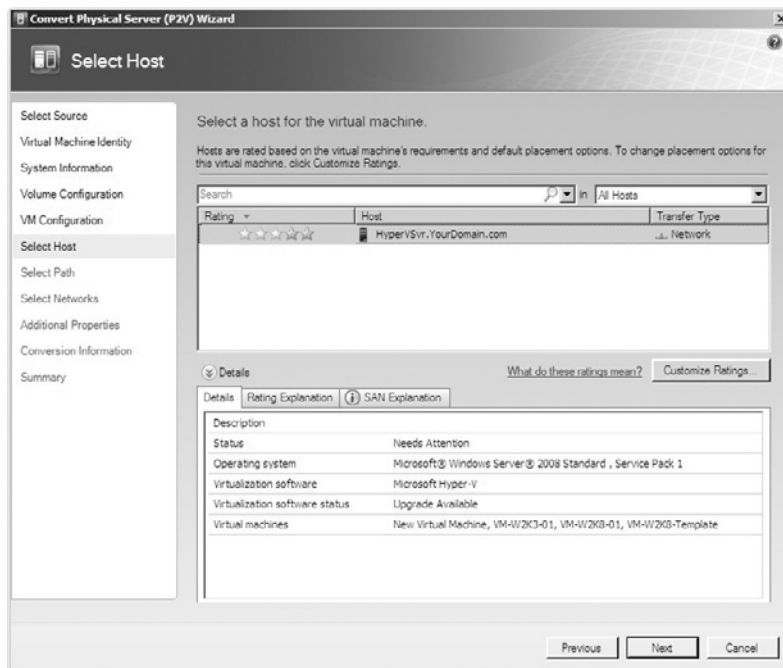 Convert Physical Server (P2V) Wizard
Select Host
Select Source
Virtual Machine Identity
System Information
Volume Configuration
VM Configuration
Select Host
Select Path
Select Networks
Additional Properties
Conversion Information
Summary
Select a host for the virtual machine.
Hosts are rated based on the virtual machine's requirements and default placement options. To change placement options for
this virtual machine, click Customize Ratings.
Search in All Hosts
Rating Host Transfer Type
HyperVSvr.YourDomain.com Network
Details What do these ratings mean? Customize Ratings...
Details Rating Explanation SAN Explanation
Description
Status Needs Attention
Operating system Microsoft® Windows Server® 2008 Standard , Service Pack 1
Virtualization software Microsoft Hyper-V
Virtualization software status Upgrade Available
Virtual machines New Virtual Machine, VM-W2K3-01, VM-W2K8-01, VM-W2K8-Template
Previous Next Cancel